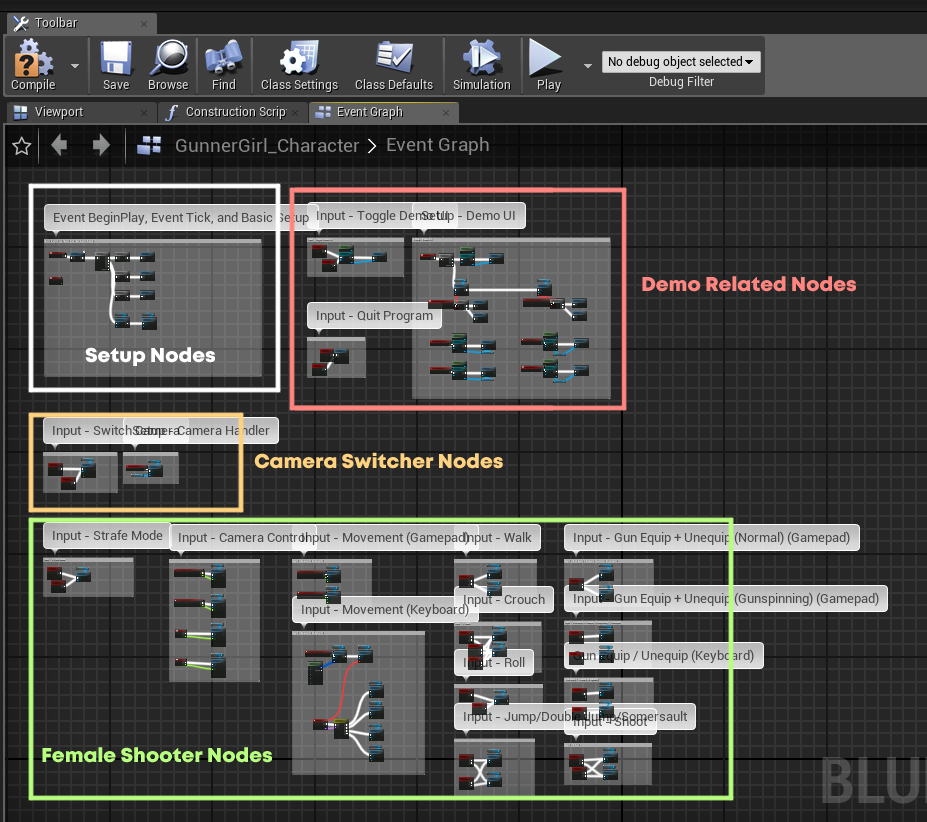 Toolbar
Compile
Save
Browse
Find
Class Settings
Class Defaults
Simulation
Play
No debug object selected
Debug Filter
Viewport
Construction Scrip
Event Graph
GunnerGirl_Character > Event Graph
Event BeginPlay, Event Tick, and Basic Setup
Input - Toggle Demo UI
Setup - Demo UI
Input - Quit Program
Demo Related Nodes
Setup Nodes
Input - Switch Camera
Setup - Camera Handler
Camera Switcher Nodes
Input - Strafe Mode
Input - Camera Control
Input - Movement (Gamepad)
Input - Walk
Input - Gun Equip + Unequip (Normal) (Gamepad)
Input - Movement (Keyboard)
Input - Crouch
Input - Gun Equip + Unequip (Gunspinning) (Gamepad)
Input - Roll
Gun Equip / Unequip (Keyboard)
Input - Jump/Double Jump/Somersault
Input - Shoot
Female Shooter Nodes
BLU